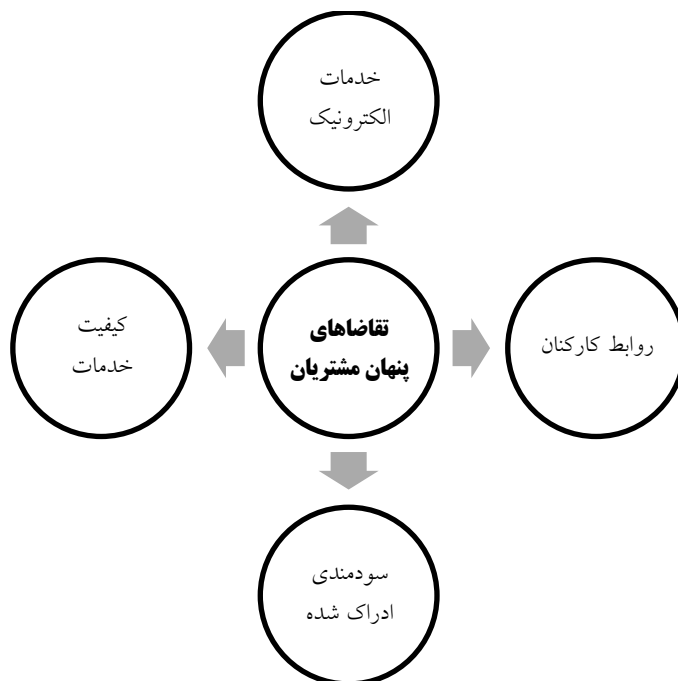 خدمات
الکترونیک
تقاضاهای
پنهان مشتریان
روابط کارکنان
کیفیت
خدمات
سودمندی
ادراک شده